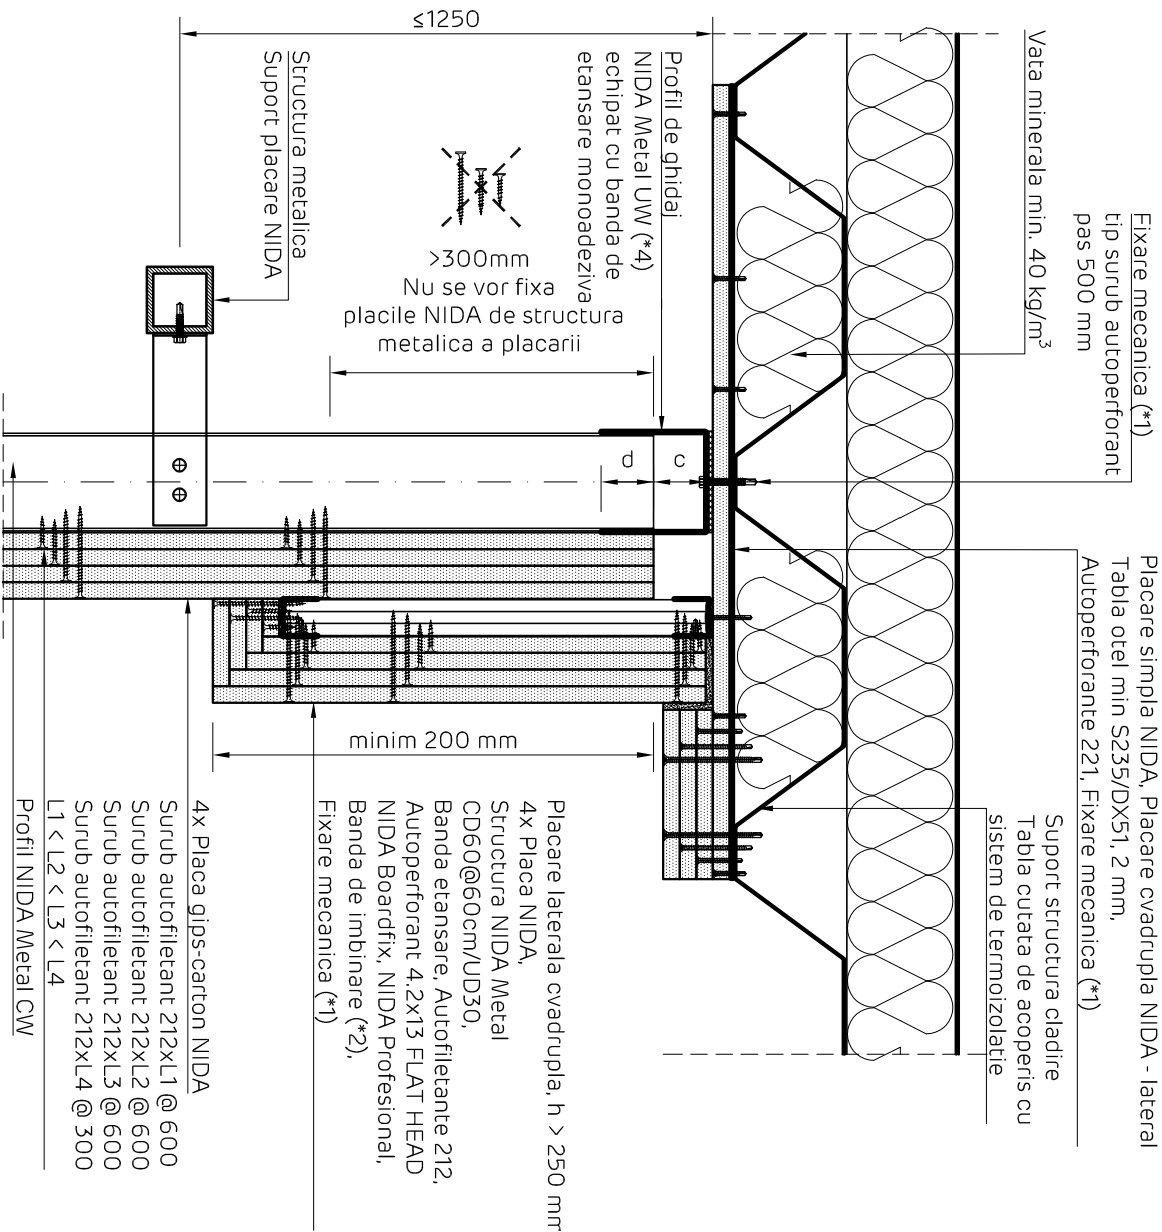 ≤1250
Structura metalica
Suport placare NIDA
>300mm
Nu se vor fixa
placile NIDA de structura
metalica a placarii
Profil de ghidaj
NIDA Metal UW (*4)
echipat cu banda de
etansare monoadeziva
Vata minerala min. 40 kg/m³
Fixare mecanica (*1)
tip surub autoperforant
pas 500 mm
d
c
Placare simpla NIDA, Placare cvadrupla NIDA - lateral
Tabla otel min S235/DX51, 2 mm,
Autoperforante 221, Fixare mecanica (*1)
Suport structura cladire
Tabla cutata de acoperis cu
sistem de termoizolatie
minim 200 mm
Placare laterala cvadrupla, h > 250 mm
4x Placa NIDA,
Structura NIDA Metal
CD60@60cm/UD30,
Banda etansare, Autofiletante 212,
Autoperforant 4.2x13 FLAT HEAD
NIDA Boardfix, NIDA Profesional,
Banda de imbinare (*2),
Fixare mecanica (*1)
4x Placa gips-carton NIDA
Surub autofiletant 212xL1 @ 600
Surub autofiletant 212xL2 @ 600
Surub autofiletant 212xL3 @ 600
Surub autofiletant 212xL4 @ 300
L1 < L2 < L3 < L4
Profil NIDA Metal CW